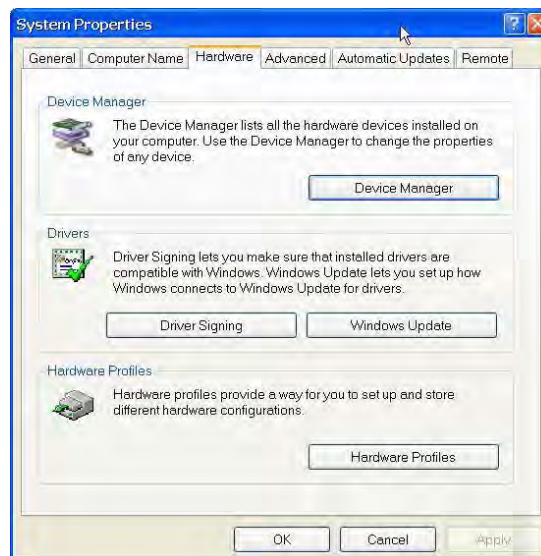 System Properties
General Computer Name Hardware Advanced Automatic Updates Remote
Device Manager
The Device Manager lists all the hardware devices installed on
your computer. Use the Device Manager to change the properties
of any device.
Device Manager
Drivers
Driver Signing lets you make sure that installed drivers are
compatible with Windows. Windows Update lets you set up how
Windows connects to Windows Update for drivers.
Driver Signing Windows Update
Hardware Profiles
Hardware profiles provide a way for you to set up and store
different hardware configurations.
Hardware Profiles
OK Cancel Apply